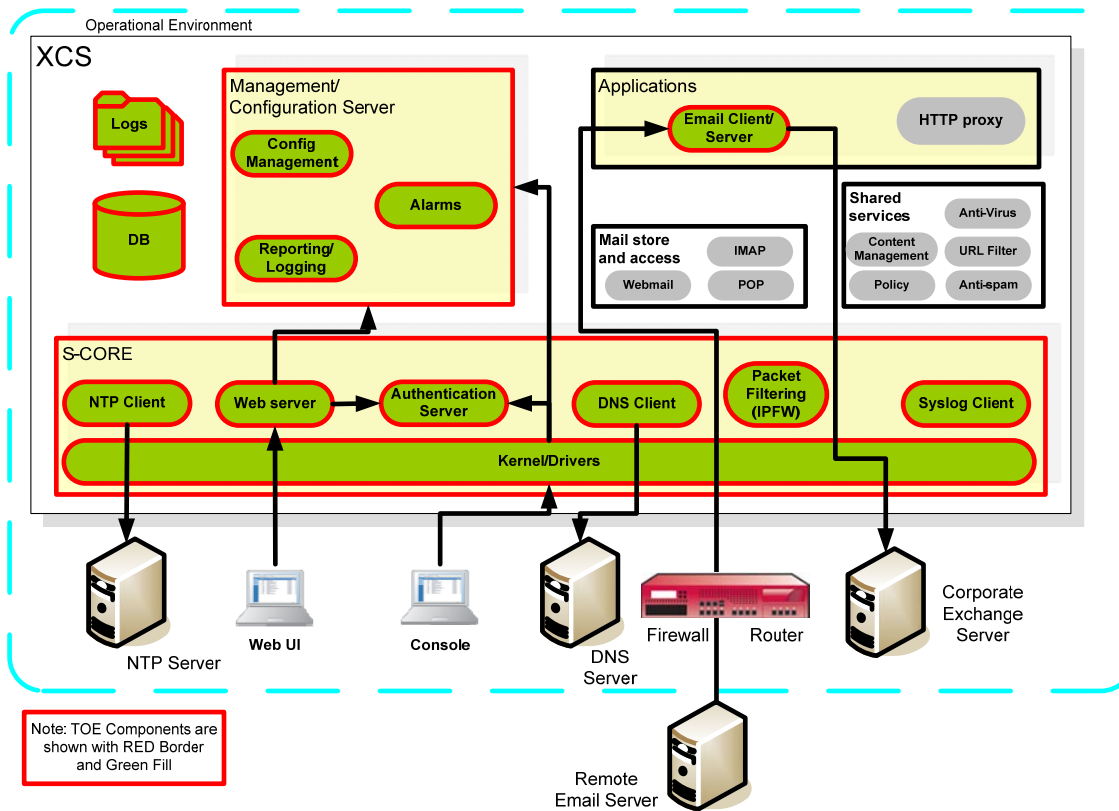 Operational Environment
XCS
Logs
DB
Management/
Configuration Server
Config
Management
Alarms
Reporting/
Logging
Applications
Email Client/
Server
HTTP proxy
Mail store
and access
IMAP
Webmail
POP
Shared
services
Anti-Virus
Content
Management
URL Filter
Policy
Anti-spam
S-CORE
NTP Client
Web server
Authentication
Server
DNS Client
Packet
Filtering
(IPFW)
Syslog Client
Kernel/Drivers
NTP Server
Web UI
Console
DNS
Server
Firewall
Router
Corporate
Exchange
Server
Note: TOE Components are
shown with RED Border
and Green Fill
Remote
Email Server